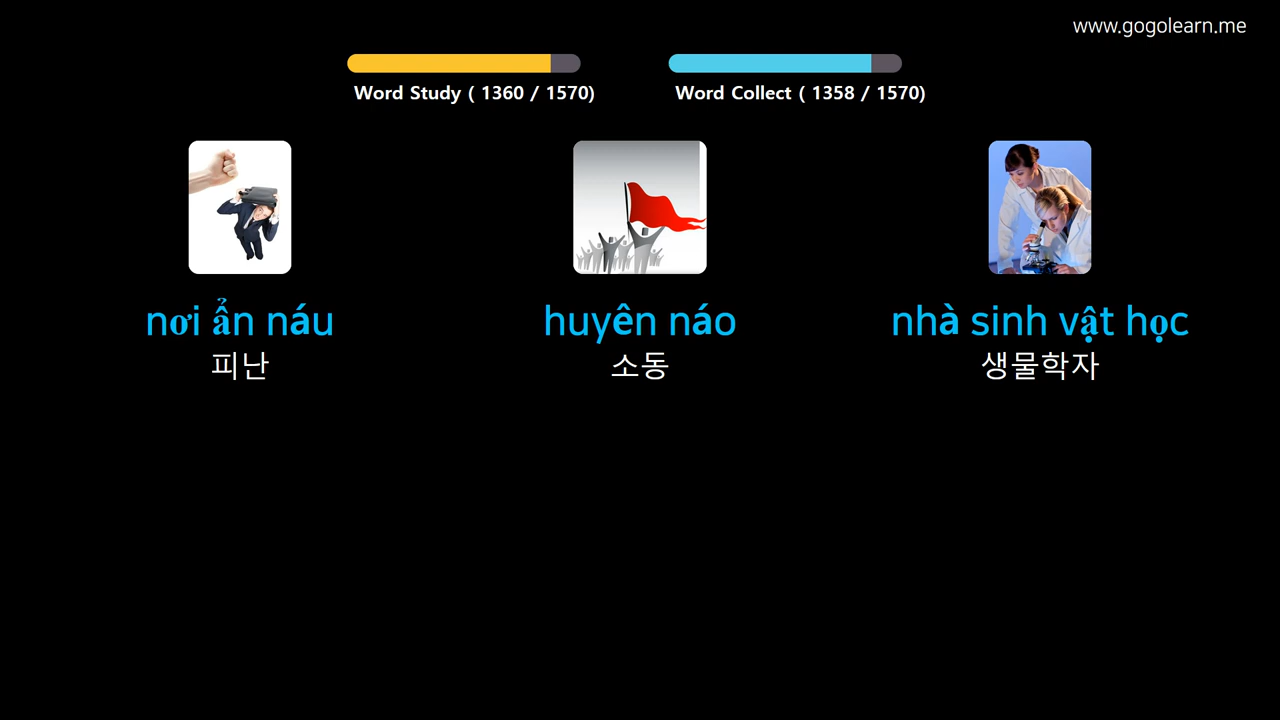 www.gogolearn.me
Word Study ( 1360 / 1570)
Word Collect ( 1358 / 1570)
nơi ẩn náu
huyên náo
nhà sinh vật học
피난
소동
생물학자